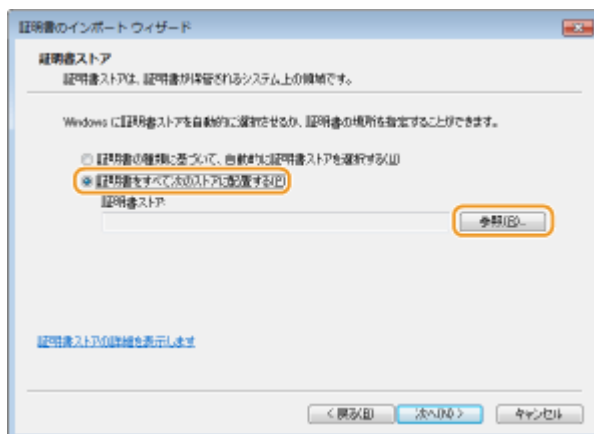 証明書のインポート ウィザード
証明書ストア
証明書ストアは、証明書が保管されるシステム上の領域です。
Windows に証明書ストアを自動的に選択させるか、証明書の場所を指定することができます。
証明書の種類に基づいて、自動的に証明書ストアを選択する(U)
証明書をすべて次のストアに配置する(P)
証明書ストア:
参照(R)...
証明書ストアの詳細を表示します
< 戻る(B) 次へ(N) > キャンセル